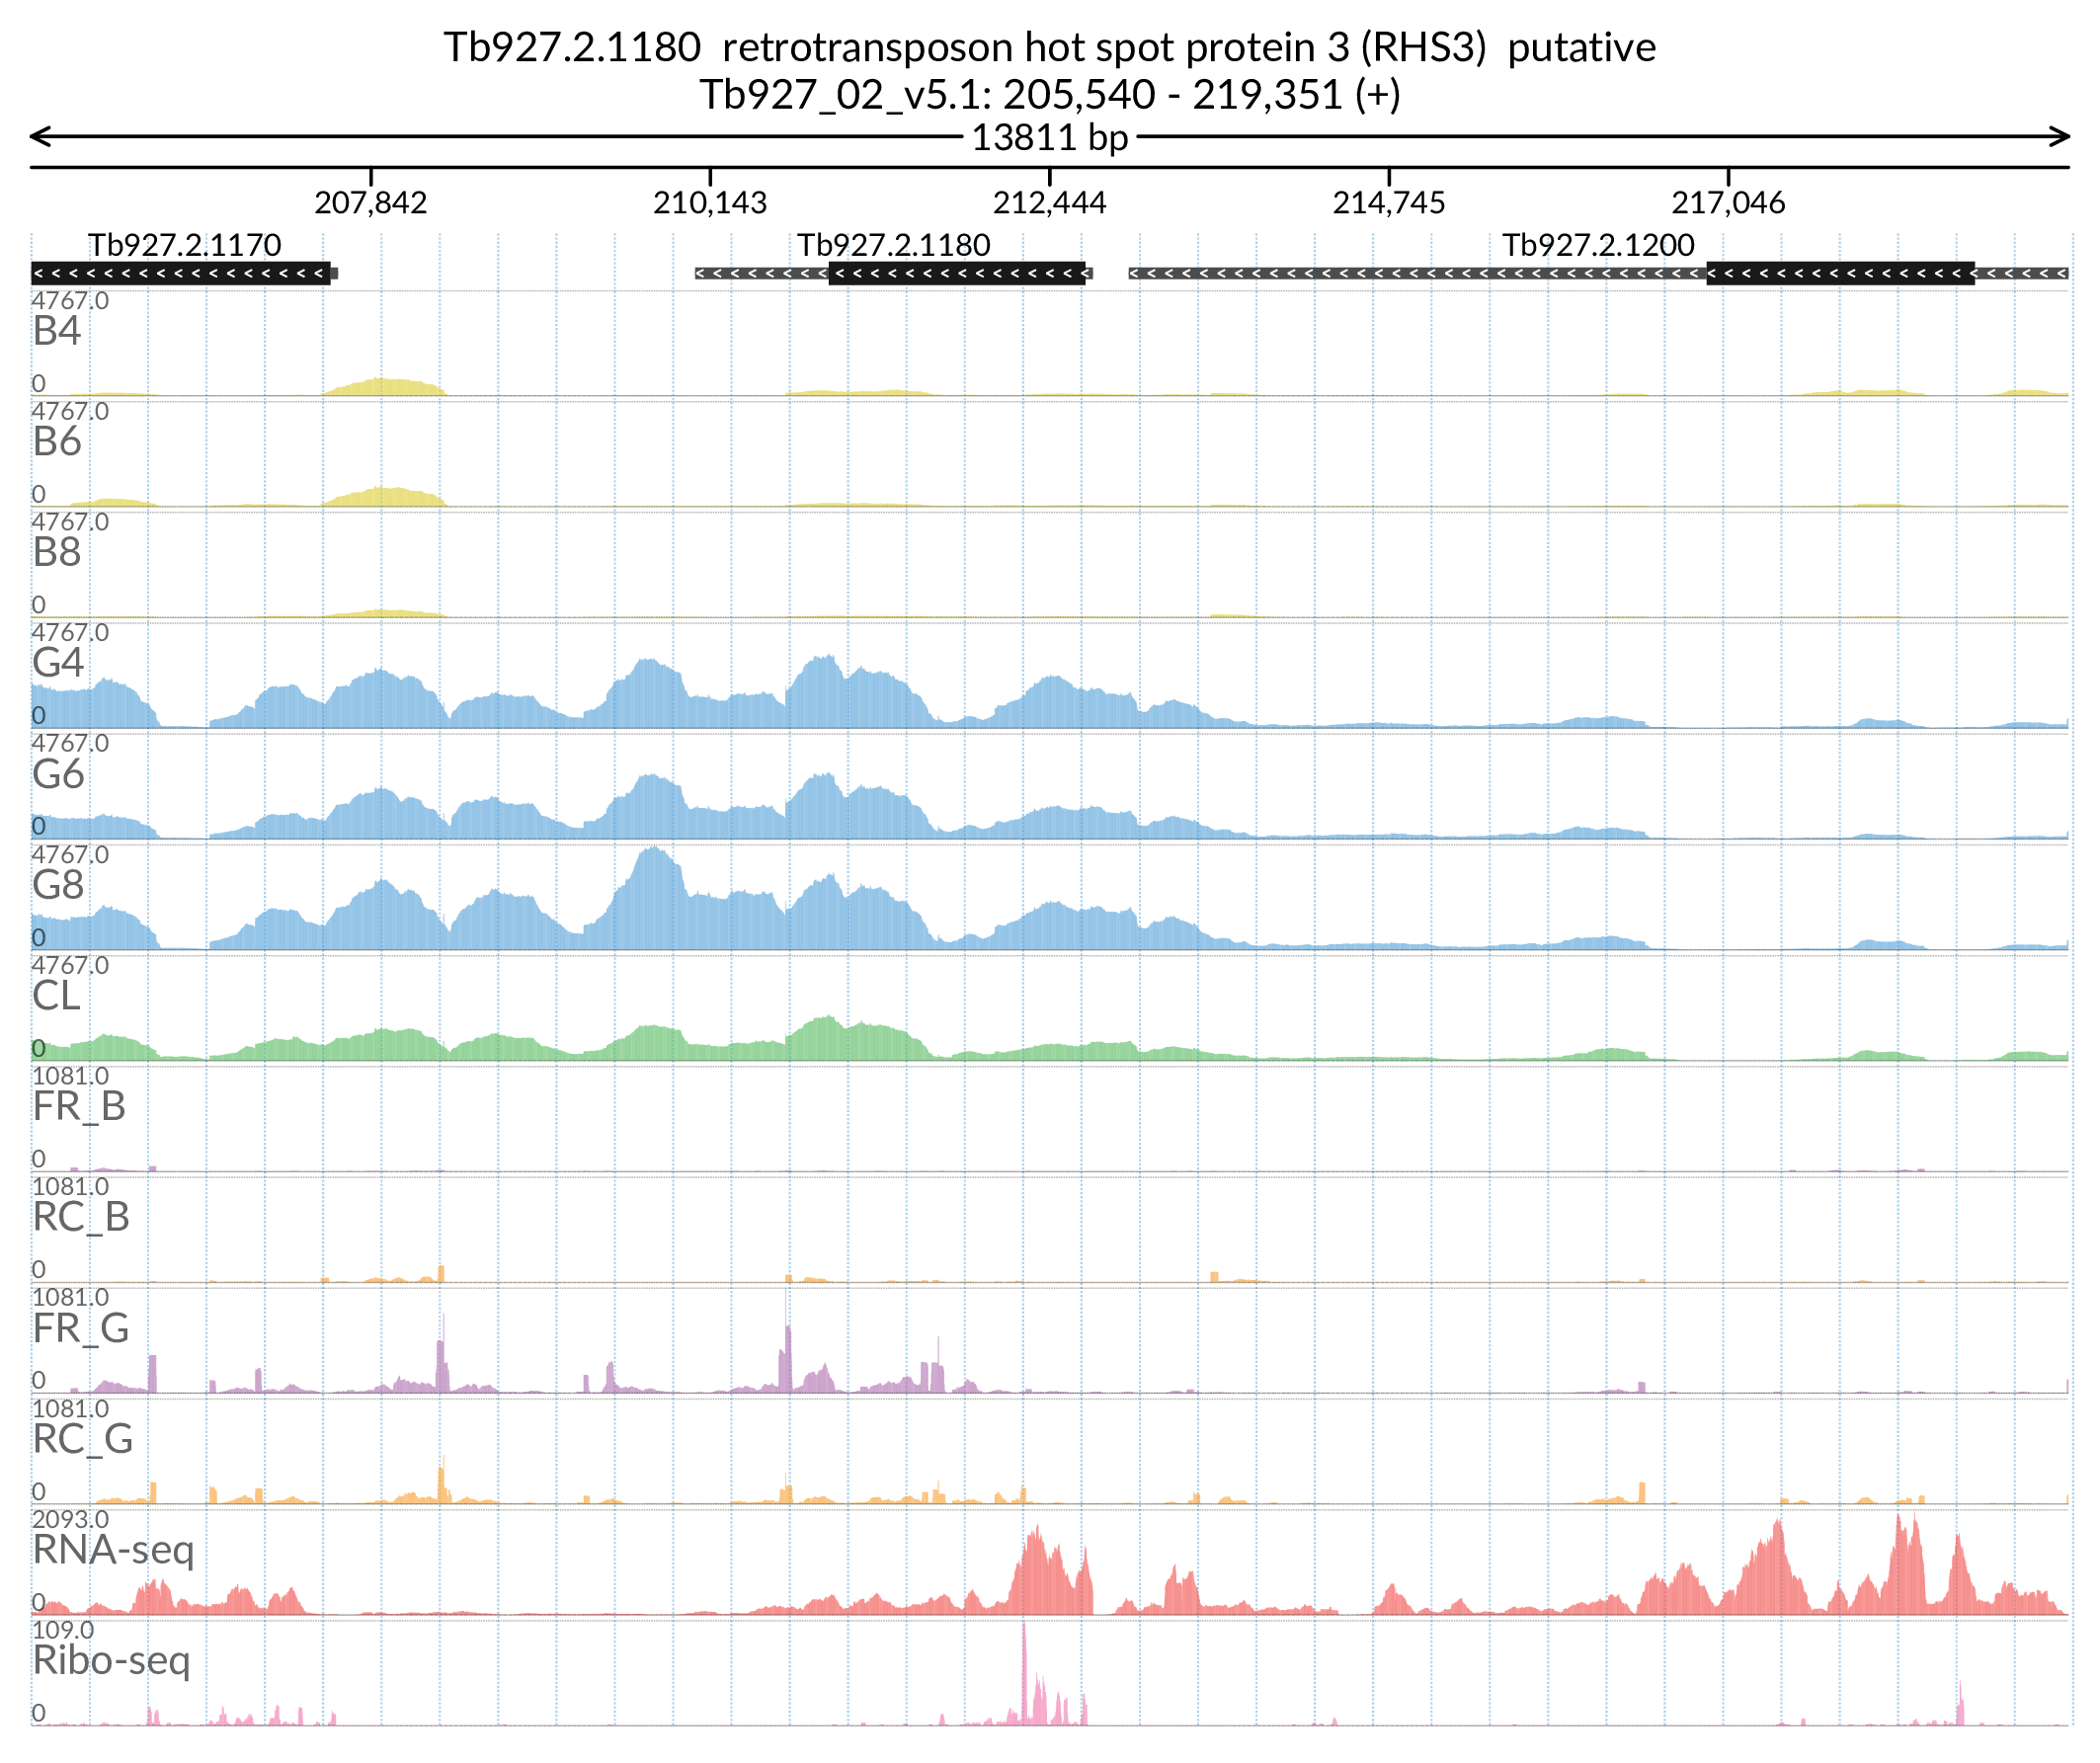 Tb927.2.1180  retrotransposon hot spot protein 3 (RHS3)  putative
Tb927_02_v5.1: 205,540 - 219,351 (+)
13811 bp
207,842 210,143 212,444 214,745 217,046
Tb927.2.1170 Tb927.2.1180 Tb927.2.1200
4767.0
B4
0
4767.0
B6
0
4767.0
B8
0
4767.0
G4
0
4767.0
G6
0
4767.0
G8
0
4767.0
CL
0
1081.0
FR_B
0
1081.0
RC_B
0
1081.0
FR_G
0
1081.0
RC_G
0
2093.0
RNA-seq
0
109.0
Ribo-seq
0